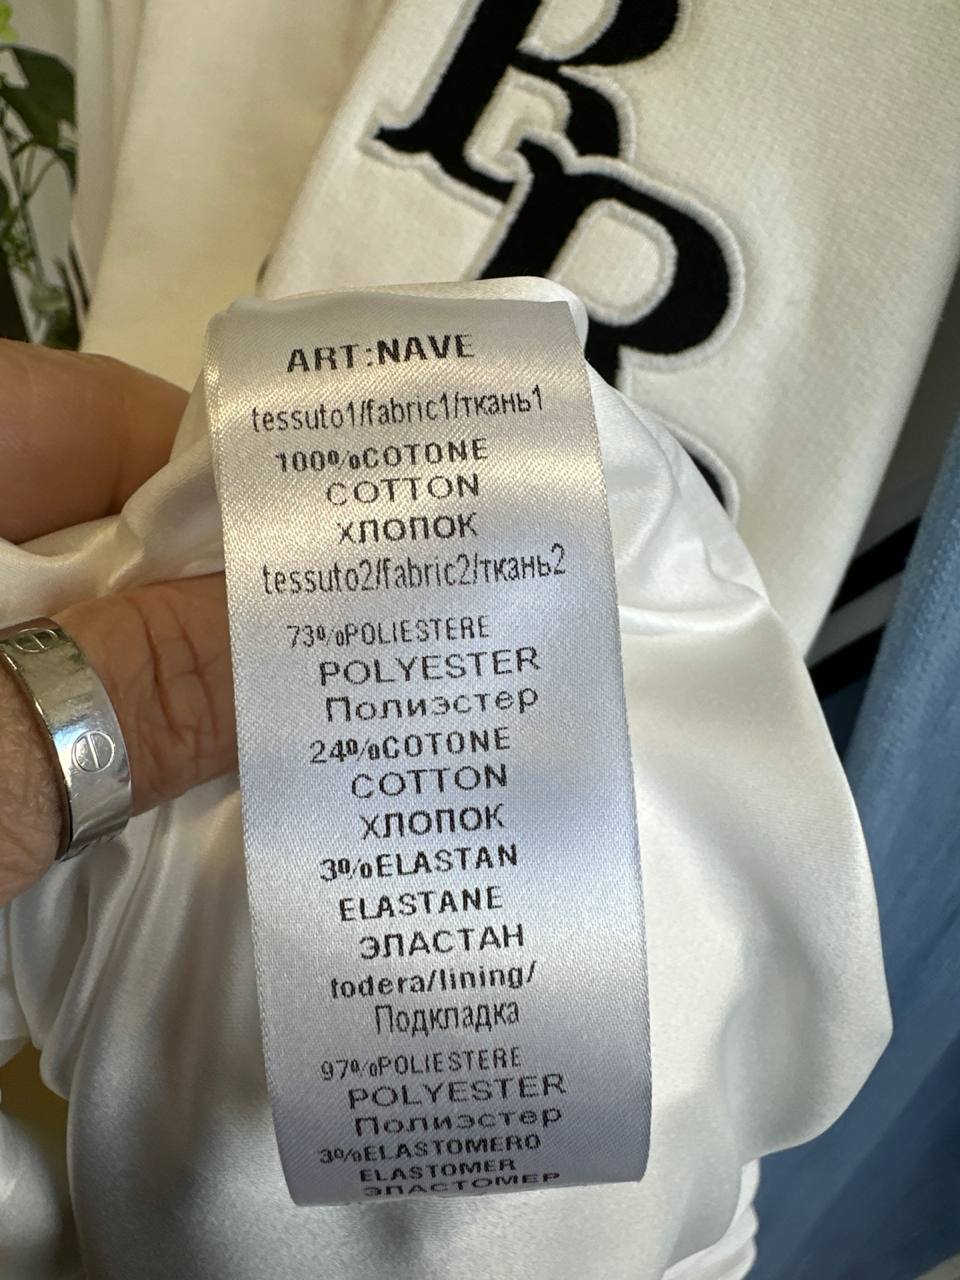 ART:NAVE
tessuto1/fabric1/ткань1
100%COTONE
COTTON
ХЛОПОК
tessuto2/fabric2/ткань2
73%POLIESTERE
POLYESTER
Полиэстер
24%COTONE
COTTON
ХЛОПОК
3%ELASTAN
ELASTANE
ЭЛАСТАН
fodera/lining/
Подкладка
97%POLIESTERE
POLYESTER
Полиэстер
3%ELASTOMERO
ELASTOMER
ЭЛАСТОМЕР